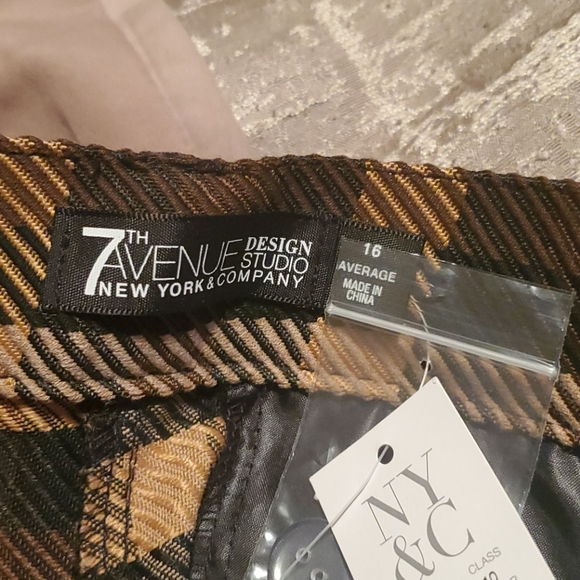 7TH AVENUE DESIGN STUDIO
NEW YORK & COMPANY
16
AVERAGE
MADE IN
CHINA
NY
&C
CLASS